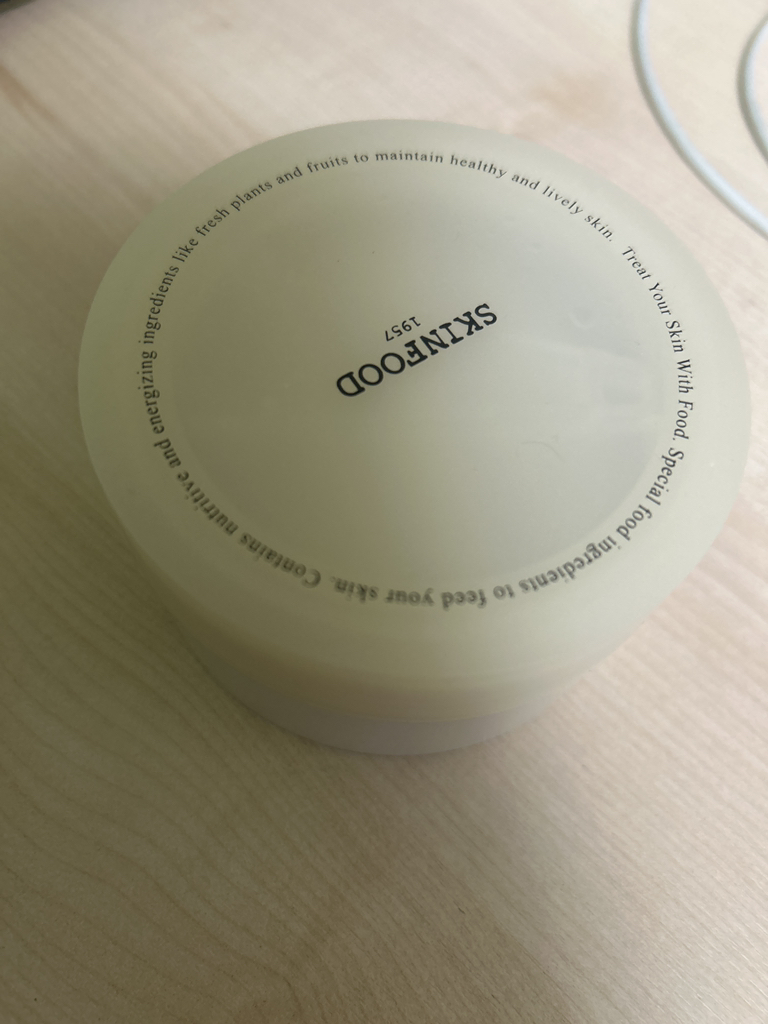 SKINFOOD
1957
Treat Your Skin With Food. Special food ingredients to feed your skin. Contains nutritive and energizing ingredients like fresh plants and fruits to maintain healthy and lively skin.